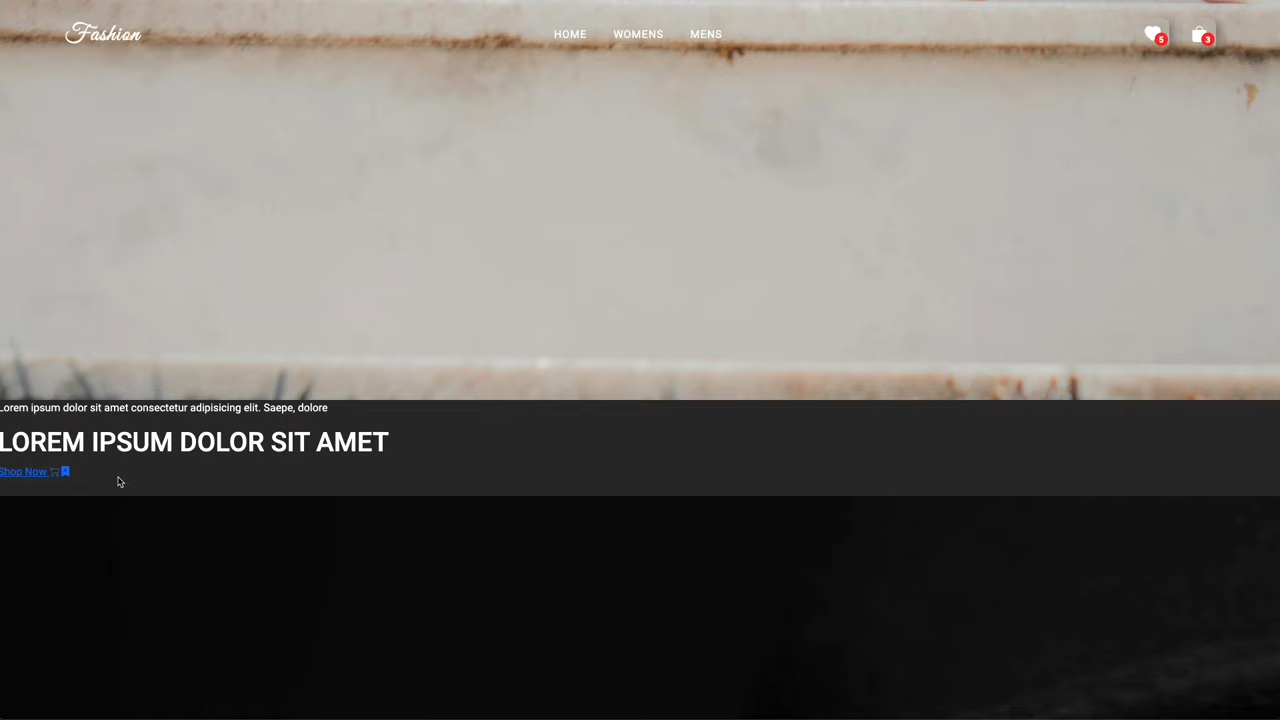 Fashion
HOME WOMENS MENS
5 3
Lorem ipsum dolor sit amet consectetur adipisicing elit. Saepe, dolore
LOREM IPSUM DOLOR SIT AMET
Shop Now